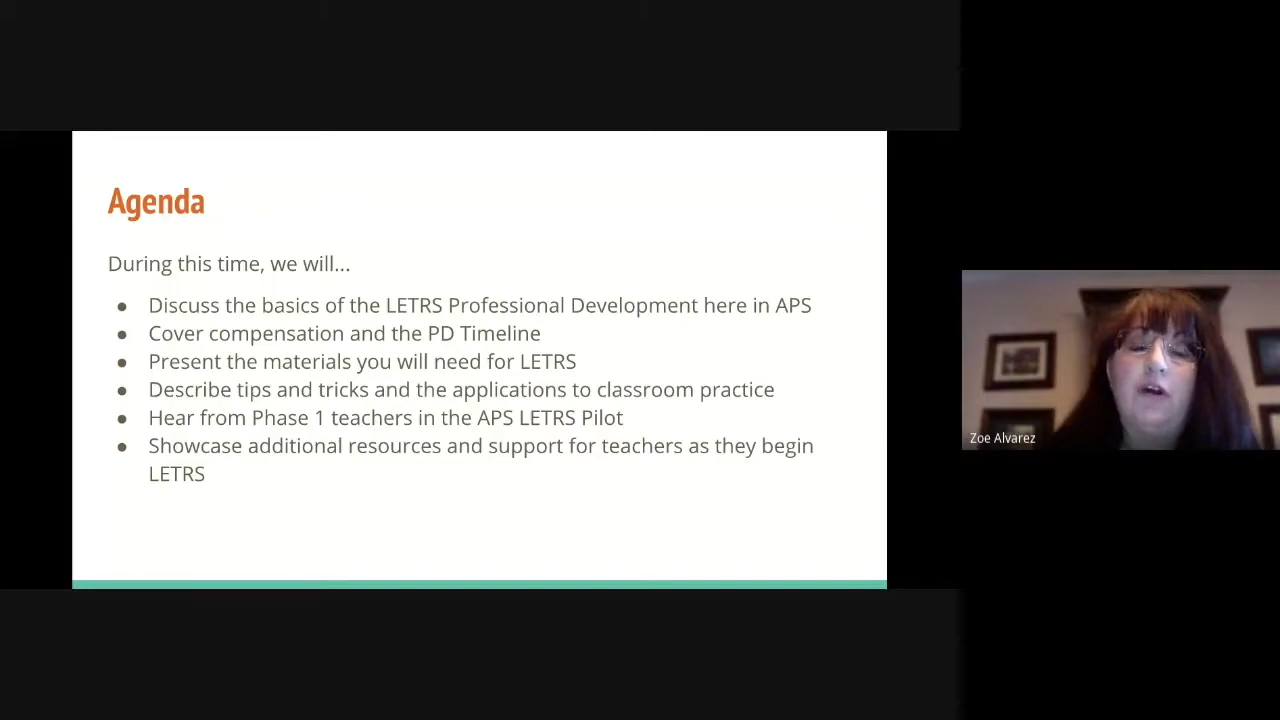 Agenda
During this time, we will...
● Discuss the basics of the LETRS Professional Development here in APS
● Cover compensation and the PD Timeline
● Present the materials you will need for LETRS
● Describe tips and tricks and the applications to classroom practice
● Hear from Phase 1 teachers in the APS LETRS Pilot
● Showcase additional resources and support for teachers as they begin
LETRS
Zoe Alvarez